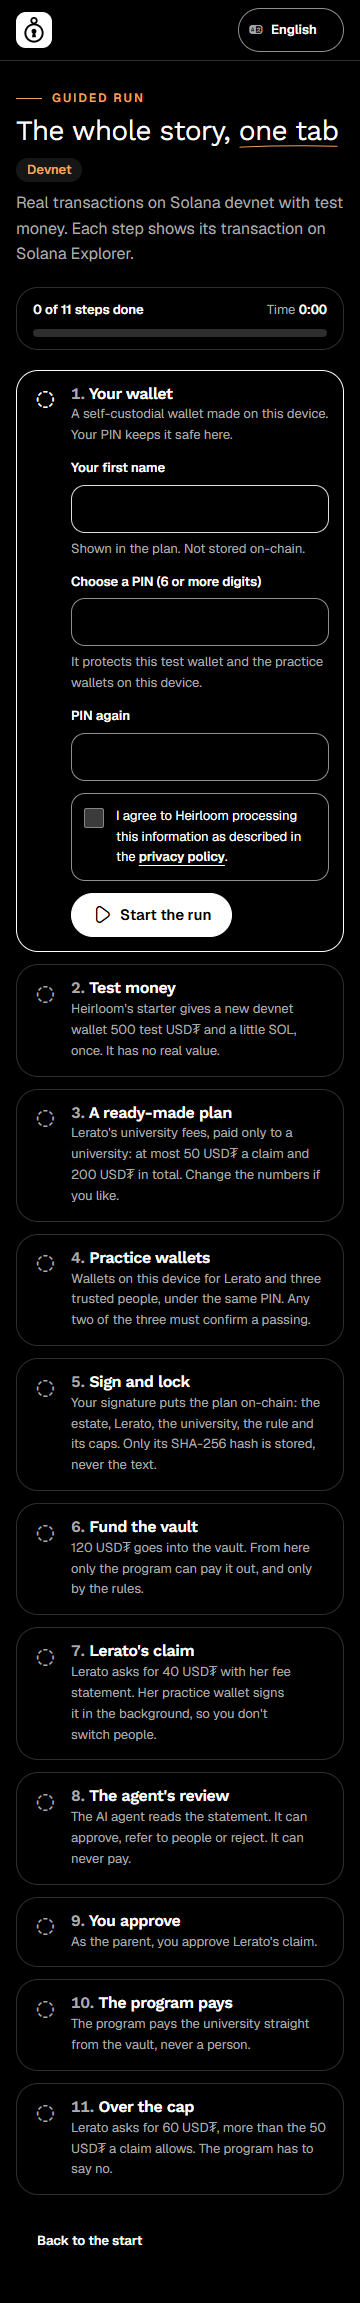 English
GUIDED RUN
The whole story, one tab
Devnet
Real transactions on Solana devnet with test
money. Each step shows its transaction on
Solana Explorer.
0 of 11 steps done
Time 0:00
1. Your wallet
A self-custodial wallet made on this device.
Your PIN keeps it safe here.
Your first name
Shown in the plan. Not stored on-chain.
Choose a PIN (6 or more digits)
It protects this test wallet and the practice
wallets on this device.
PIN again
I agree to Heirloom processing
this information as described in
the privacy policy.
Start the run
2. Test money
Heirloom's starter gives a new devnet
wallet 500 test USD₮ and a little SOL,
once. It has no real value.
3. A ready-made plan
Lerato's university fees, paid only to a
university: at most 50 USD₮ a claim and
200 USD₮ in total. Change the numbers if
you like.
4. Practice wallets
Wallets on this device for Lerato and three
trusted people, under the same PIN. Any
two of the three must confirm a passing.
5. Sign and lock
Your signature puts the plan on-chain: the
estate, Lerato, the university, the rule and
its caps. Only its SHA-256 hash is stored,
never the text.
6. Fund the vault
120 USD₮ goes into the vault. From here
only the program can pay it out, and only
by the rules.
7. Lerato's claim
Lerato asks for 40 USD₮ with her fee
statement. Her practice wallet signs
it in the background, so you don't
switch people.
8. The agent's review
The AI agent reads the statement. It can
approve, refer to people or reject. It can
never pay.
9. You approve
As the parent, you approve Lerato's claim.
10. The program pays
The program pays the university straight
from the vault, never a person.
11. Over the cap
Lerato asks for 60 USD₮, more than the 50
USD₮ a claim allows. The program has to
say no.
Back to the start